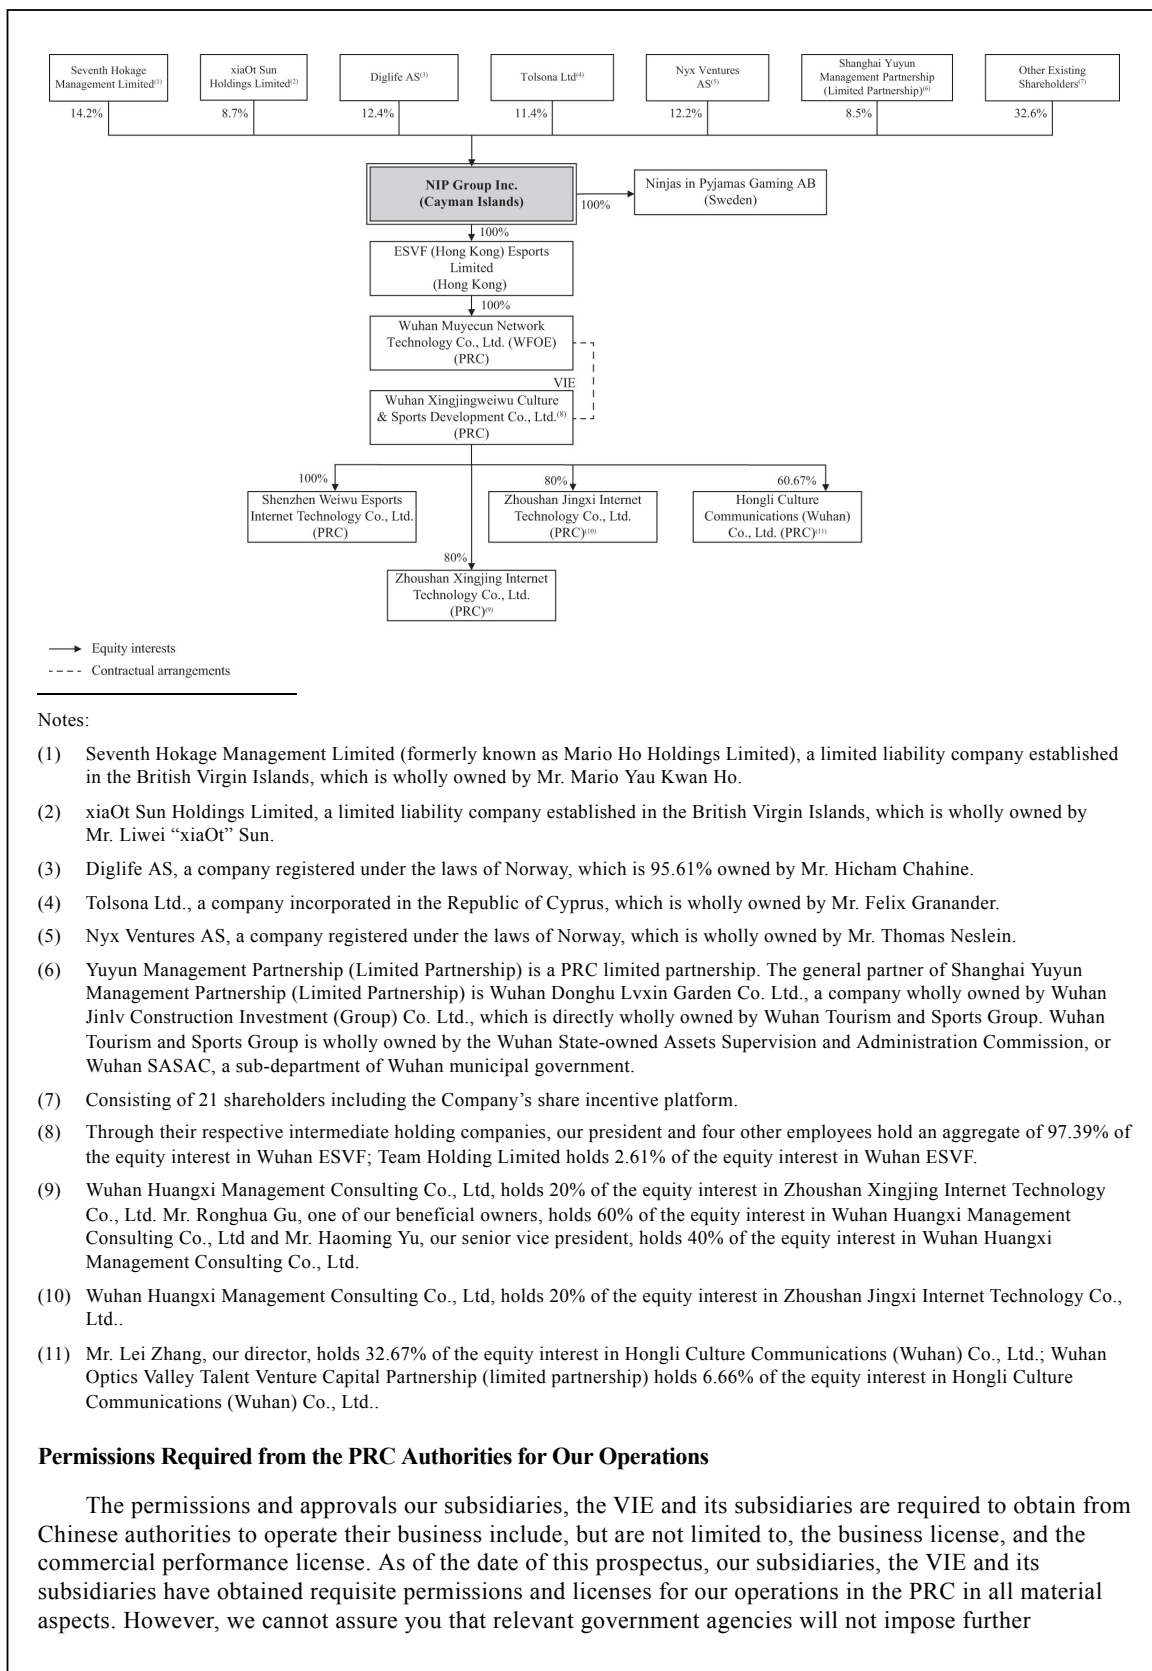 Seventh Hokage
Management Limited(1)
xiaOt Sun
Holdings Limited(2)
Diglife AS(3)
Tolsona Ltd(4)
Nyx Ventures
AS(5)
Shanghai Yuyun
Management Partnership
(Limited Partnership)(6)
Other Existing
Shareholders(7)
14.2%
8.7%
12.4%
11.4%
12.2%
8.5%
32.6%
NIP Group Inc.
(Cayman Islands)
100%
Ninjas in Pyjamas Gaming AB
(Sweden)
100%
ESVF (Hong Kong) Esports
Limited
(Hong Kong)
100%
Wuhan Muyecun Network
Technology Co., Ltd. (WFOE)
(PRC)
VIE
Wuhan Xingjingweiwu Culture
& Sports Development Co., Ltd.(8)
(PRC)
100%
Shenzhen Weiwu Esports
Internet Technology Co., Ltd.
(PRC)
80%
Zhoushan Jingxi Internet
Technology Co., Ltd.
(PRC)(10)
60.67%
Hongli Culture
Communications (Wuhan)
Co., Ltd. (PRC)(11)
80%
Zhoushan Xingjing Internet
Technology Co., Ltd.
(PRC)(9)
Equity interests
Contractual arrangements
Notes:
(1) Seventh Hokage Management Limited (formerly known as Mario Ho Holdings Limited), a limited liability company established
in the British Virgin Islands, which is wholly owned by Mr. Mario Yau Kwan Ho.
(2) xiaOt Sun Holdings Limited, a limited liability company established in the British Virgin Islands, which is wholly owned by
Mr. Liwei “xiaOt” Sun.
(3) Diglife AS, a company registered under the laws of Norway, which is 95.61% owned by Mr. Hicham Chahine.
(4) Tolsona Ltd., a company incorporated in the Republic of Cyprus, which is wholly owned by Mr. Felix Granander.
(5) Nyx Ventures AS, a company registered under the laws of Norway, which is wholly owned by Mr. Thomas Neslein.
(6) Yuyun Management Partnership (Limited Partnership) is a PRC limited partnership. The general partner of Shanghai Yuyun
Management Partnership (Limited Partnership) is Wuhan Donghu Lvxin Garden Co. Ltd., a company wholly owned by Wuhan
Jinlv Construction Investment (Group) Co. Ltd., which is directly wholly owned by Wuhan Tourism and Sports Group. Wuhan
Tourism and Sports Group is wholly owned by the Wuhan State-owned Assets Supervision and Administration Commission, or
Wuhan SASAC, a sub-department of Wuhan municipal government.
(7) Consisting of 21 shareholders including the Company’s share incentive platform.
(8) Through their respective intermediate holding companies, our president and four other employees hold an aggregate of 97.39% of
the equity interest in Wuhan ESVF; Team Holding Limited holds 2.61% of the equity interest in Wuhan ESVF.
(9) Wuhan Huangxi Management Consulting Co., Ltd, holds 20% of the equity interest in Zhoushan Xingjing Internet Technology
Co., Ltd. Mr. Ronghua Gu, one of our beneficial owners, holds 60% of the equity interest in Wuhan Huangxi Management
Consulting Co., Ltd and Mr. Haoming Yu, our senior vice president, holds 40% of the equity interest in Wuhan Huangxi
Management Consulting Co., Ltd.
(10) Wuhan Huangxi Management Consulting Co., Ltd, holds 20% of the equity interest in Zhoushan Jingxi Internet Technology Co.,
Ltd..
(11) Mr. Lei Zhang, our director, holds 32.67% of the equity interest in Hongli Culture Communications (Wuhan) Co., Ltd.; Wuhan
Optics Valley Talent Venture Capital Partnership (limited partnership) holds 6.66% of the equity interest in Hongli Culture
Communications (Wuhan) Co., Ltd..
Permissions Required from the PRC Authorities for Our Operations
The permissions and approvals our subsidiaries, the VIE and its subsidiaries are required to obtain from
Chinese authorities to operate their business include, but are not limited to, the business license, and the
commercial performance license. As of the date of this prospectus, our subsidiaries, the VIE and its
subsidiaries have obtained requisite permissions and licenses for our operations in the PRC in all material
aspects. However, we cannot assure you that relevant government agencies will not impose further